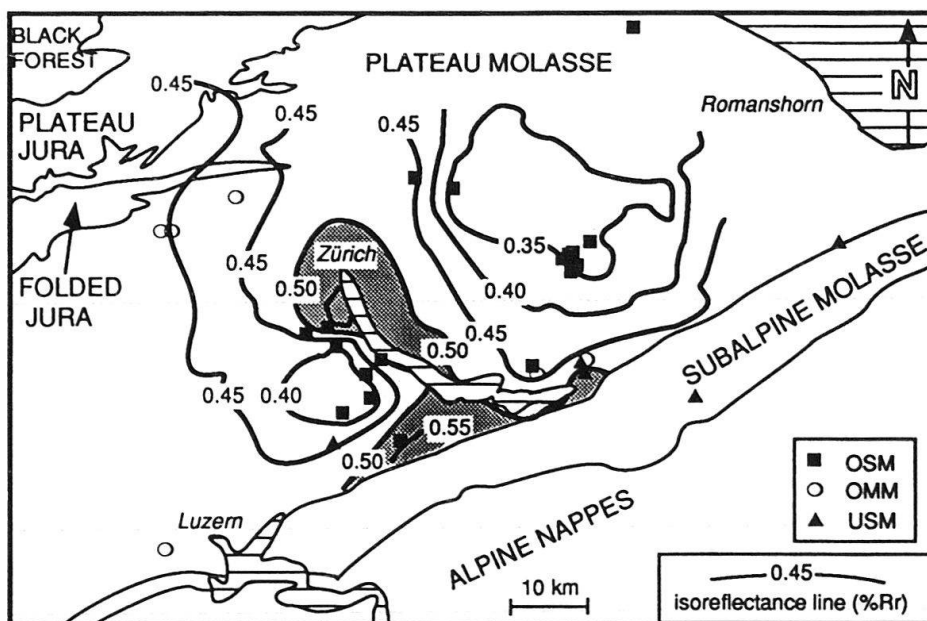 BLACK
FOREST
PLATEAU MOLASSE
N
0.45
0.45
0.45
Romanshorn
PLATEAU
JURA
FOLDED
JURA
Zürich
0.45
0.50
0.35
0.40
0.45
0.50
SUBALPINE MOLASSE
0.45
0.40
0.55
0.50
Luzern
ALPINE NAPPES
10 km
OSM
OMM
USM
0.45
isoreflectance line (%Rr)